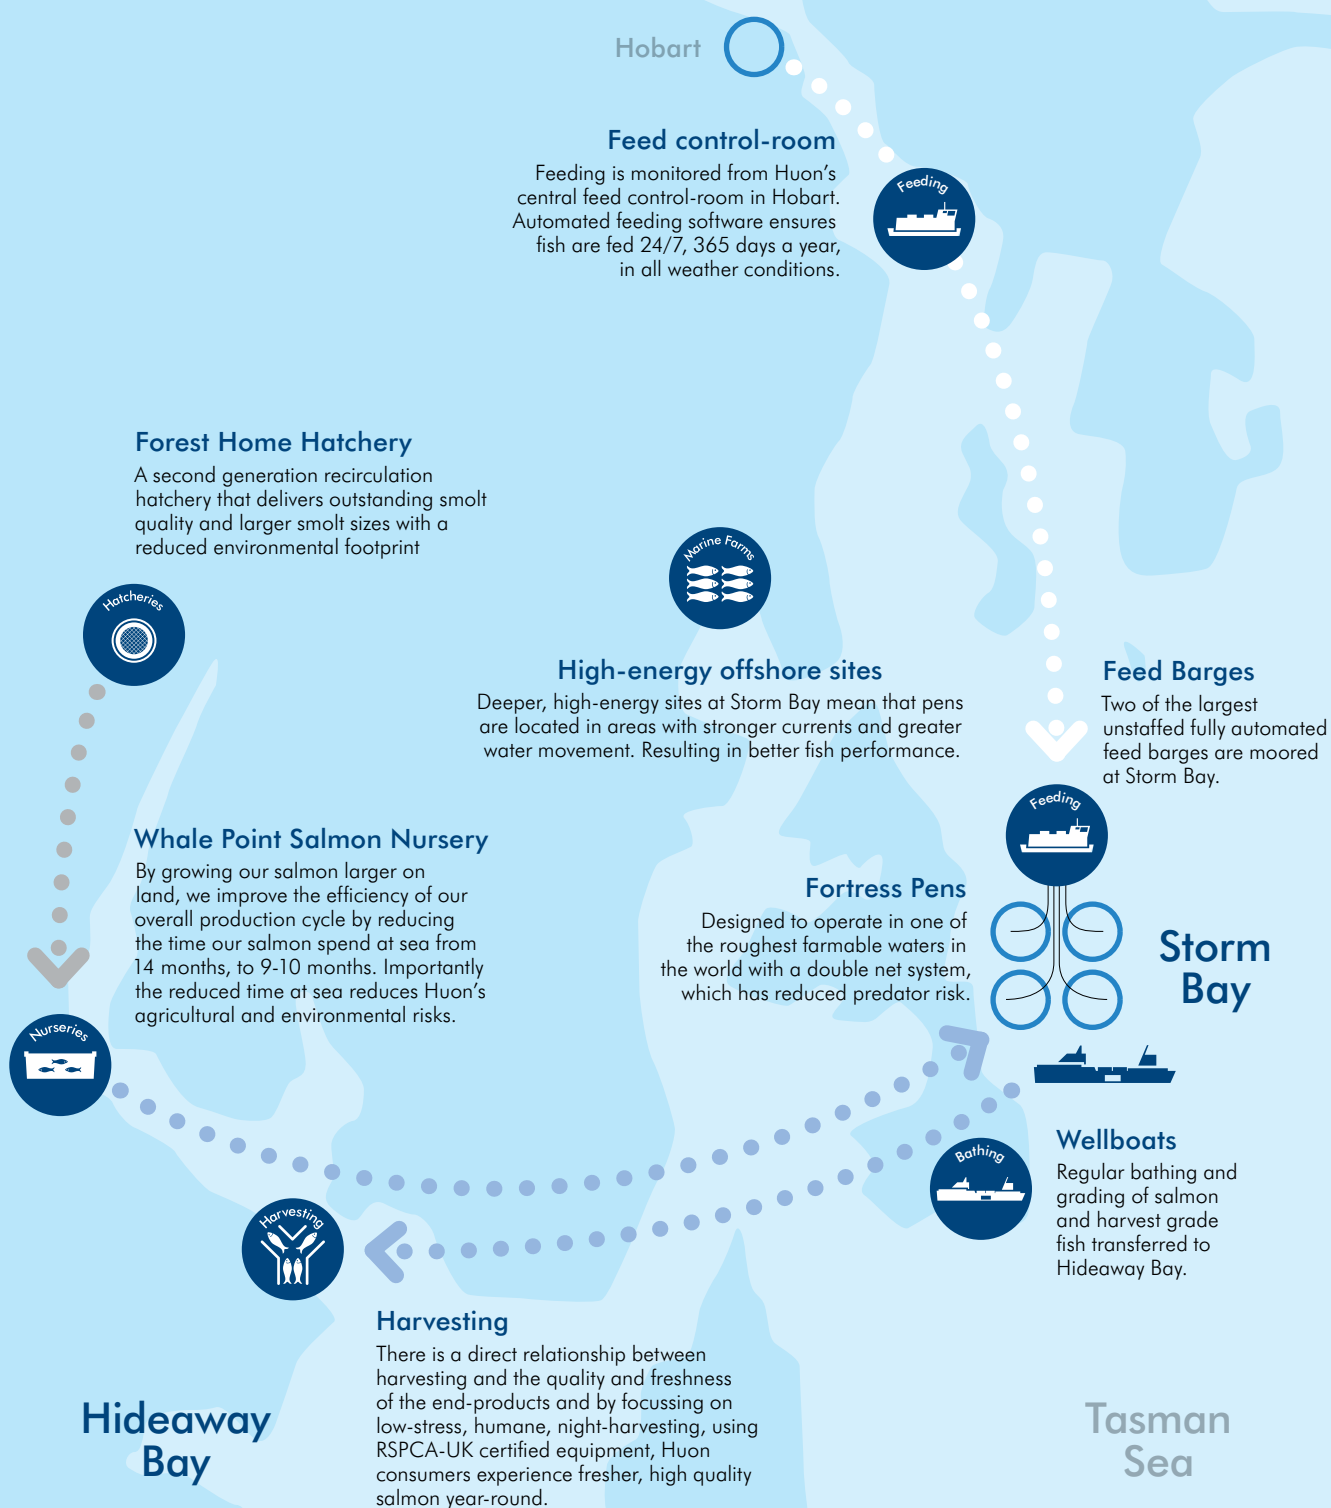 Hobart
Feed control-room
Feeding is monitored from Huon's
central feed control-room in Hobart.
Automated feeding software ensures
fish are fed 24/7, 365 days a year,
in all weather conditions.
Feeding
Forest Home Hatchery
A second generation recirculation
hatchery that delivers outstanding smolt
quality and larger smolt sizes with a
reduced environmental footprint
Hatcheries
Marine Farms
High-energy offshore sites
Deeper, high-energy sites at Storm Bay mean that pens
are located in areas with stronger currents and greater
water movement. Resulting in better fish performance.
Feed Barges
Two of the largest
unstaffed fully automated
feed barges are moored
at Storm Bay.
Feeding
Whale Point Salmon Nursery
By growing our salmon larger on
land, we improve the efficiency of our
overall production cycle by reducing
the time our salmon spend at sea from
14 months, to 9-10 months. Importantly
the reduced time at sea reduces Huon's
agricultural and environmental risks.
Nurseries
Fortress Pens
Designed to operate in one of
the roughest farmable waters in
the world with a double net system,
which has reduced predator risk.
Storm
Bay
Bathing
Wellboats
Regular bathing and
grading of salmon
and harvest grade
fish transferred to
Hideaway Bay.
Harvesting
Harvesting
There is a direct relationship between
harvesting and the quality and freshness
of the end-products and by focussing on
low-stress, humane, night-harvesting, using
RSPCA-UK certified equipment, Huon
consumers experience fresher, high quality
salmon year-round.
Hideaway
Bay
Tasman
Sea